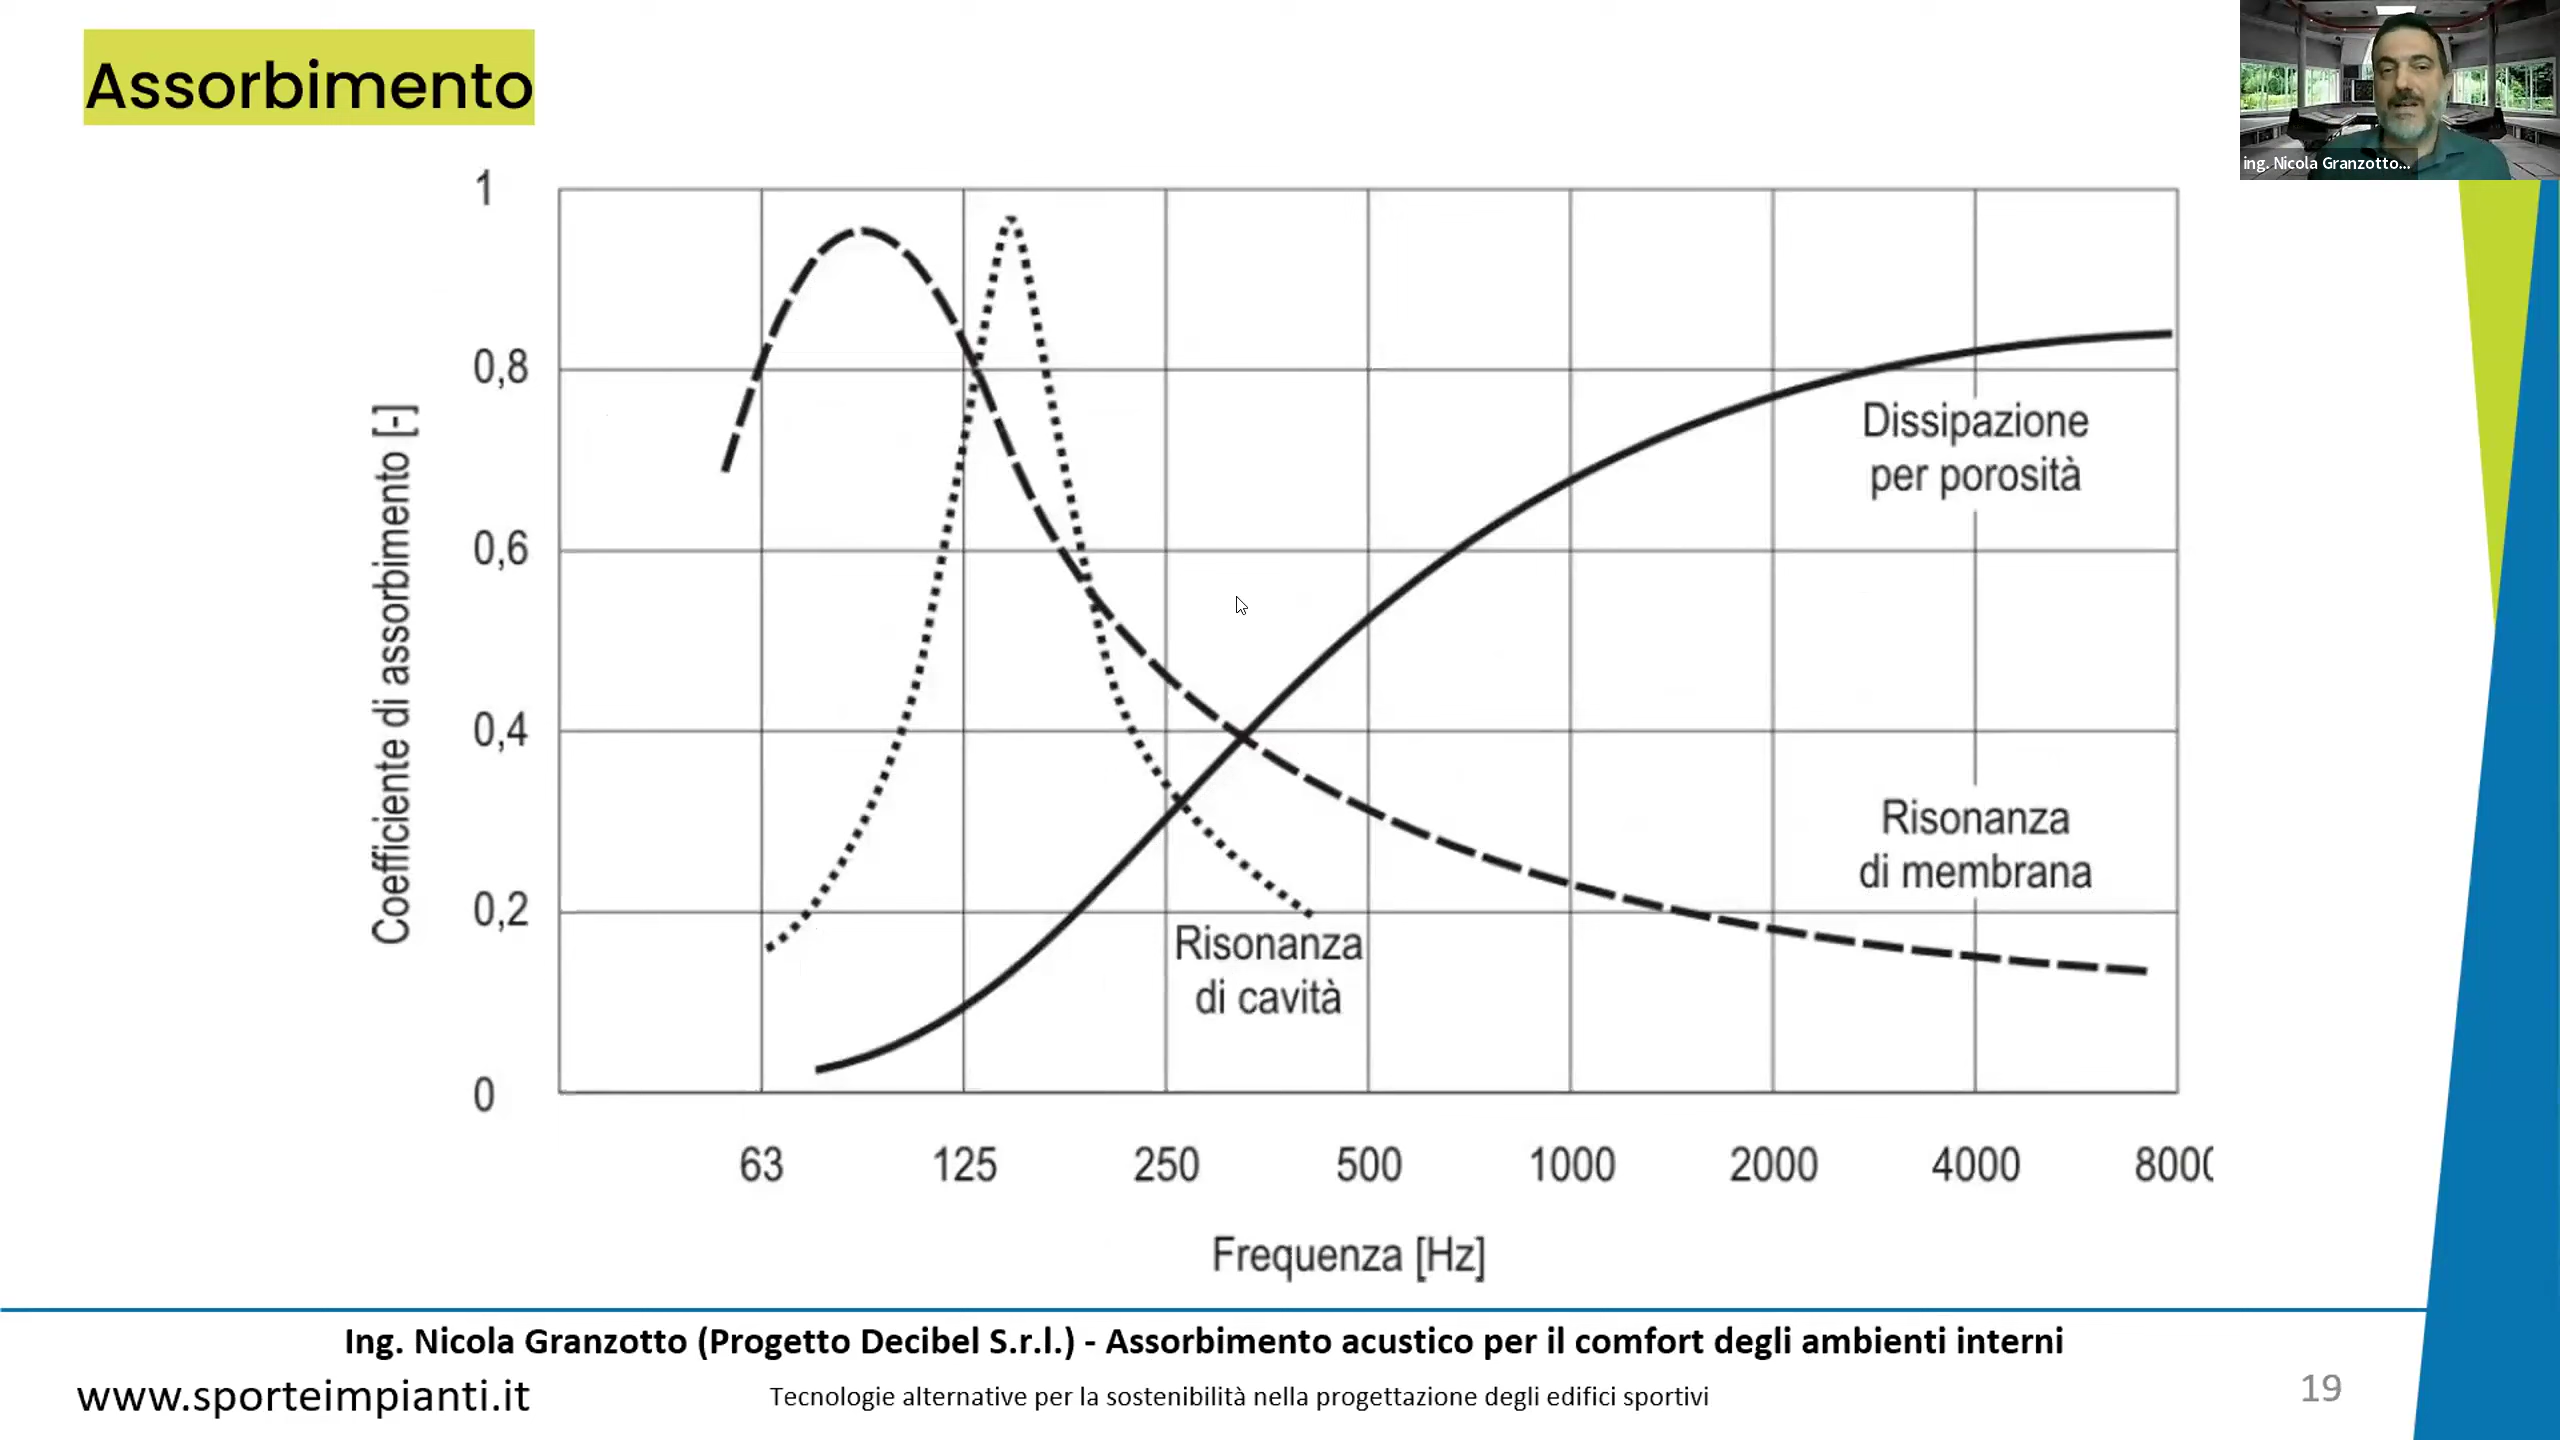 Assorbimento
ing. Nicola Granzotto...
1
0,8
0,6
0,4
0,2
0
Coefficiente di assorbimento [-]
Dissipazione
per porosità
Risonanza
di membrana
Risonanza
di cavità
63 125 250 500 1000 2000 4000 8000
Frequenza [Hz]
Ing. Nicola Granzotto (Progetto Decibel S.r.l.) - Assorbimento acustico per il comfort degli ambienti interni
www.sporteimpianti.it
Tecnologie alternative per la sostenibilità nella progettazione degli edifici sportivi
19